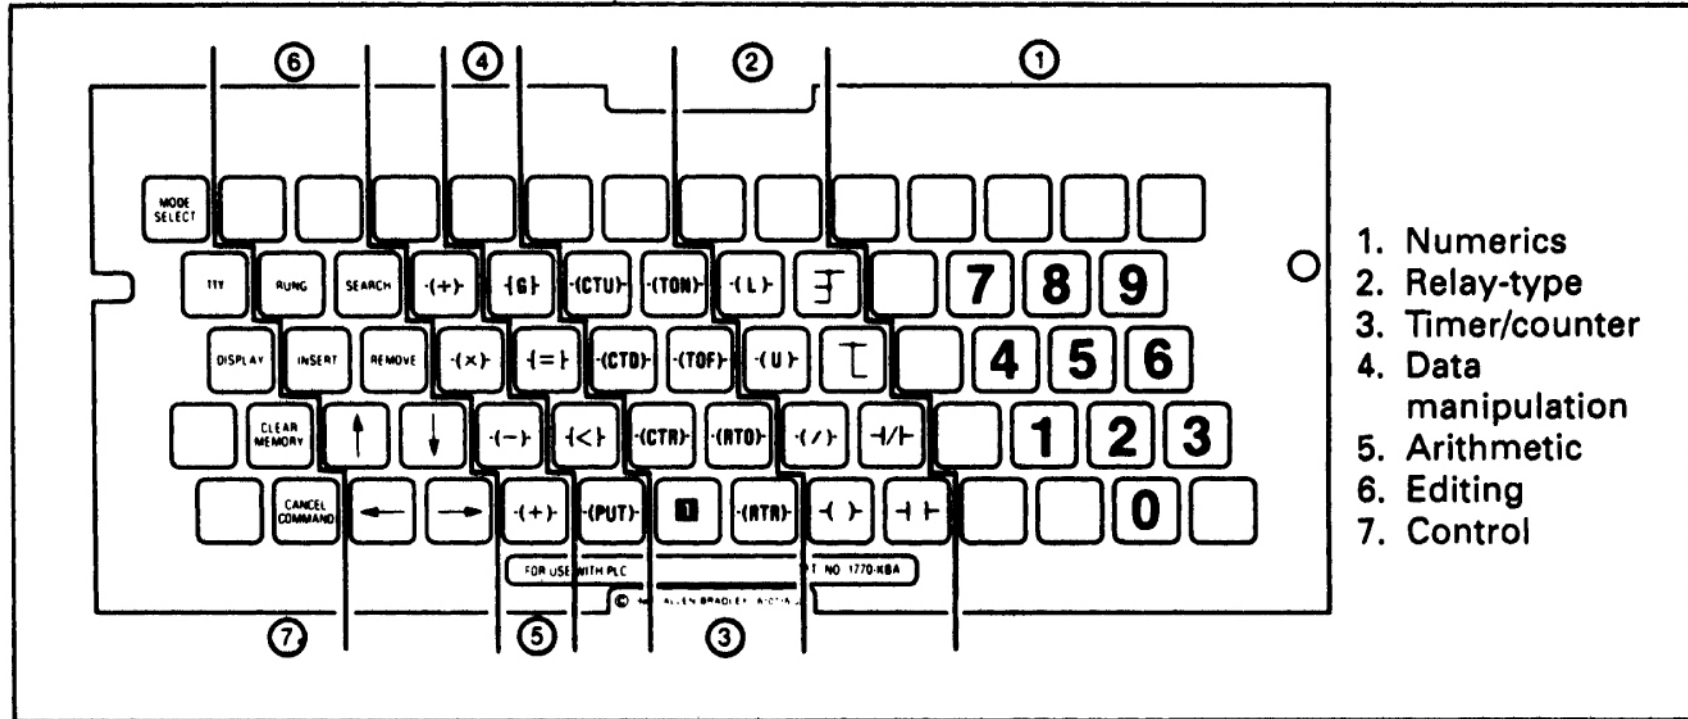 6 4 2 1
MODE
SELECT
TTY RUNG SEARCH -(÷)- -{G}- -(CTU)- -(TON)- -(L)- 7 8 9
DISPLAY INSERT REMOVE -(×)- -{=}- -(CTD)- -(TOF)- -(U)- 4 5 6
CLEAR
MEMORY ↑ ↓ -(−)- -{<}- -(CTR)- -(RTO)- -(/)- -|/|- 1 2 3
CANCEL
COMMAND ← → -(+)- -(PUT)- 1 -(RTR)- -( )- -| |- 0
FOR USE WITH PLC NO 1770-KBA
© ALLEN-BRADLEY
7 5 3
1. Numerics
2. Relay-type
3. Timer/counter
4. Data
manipulation
5. Arithmetic
6. Editing
7. Control